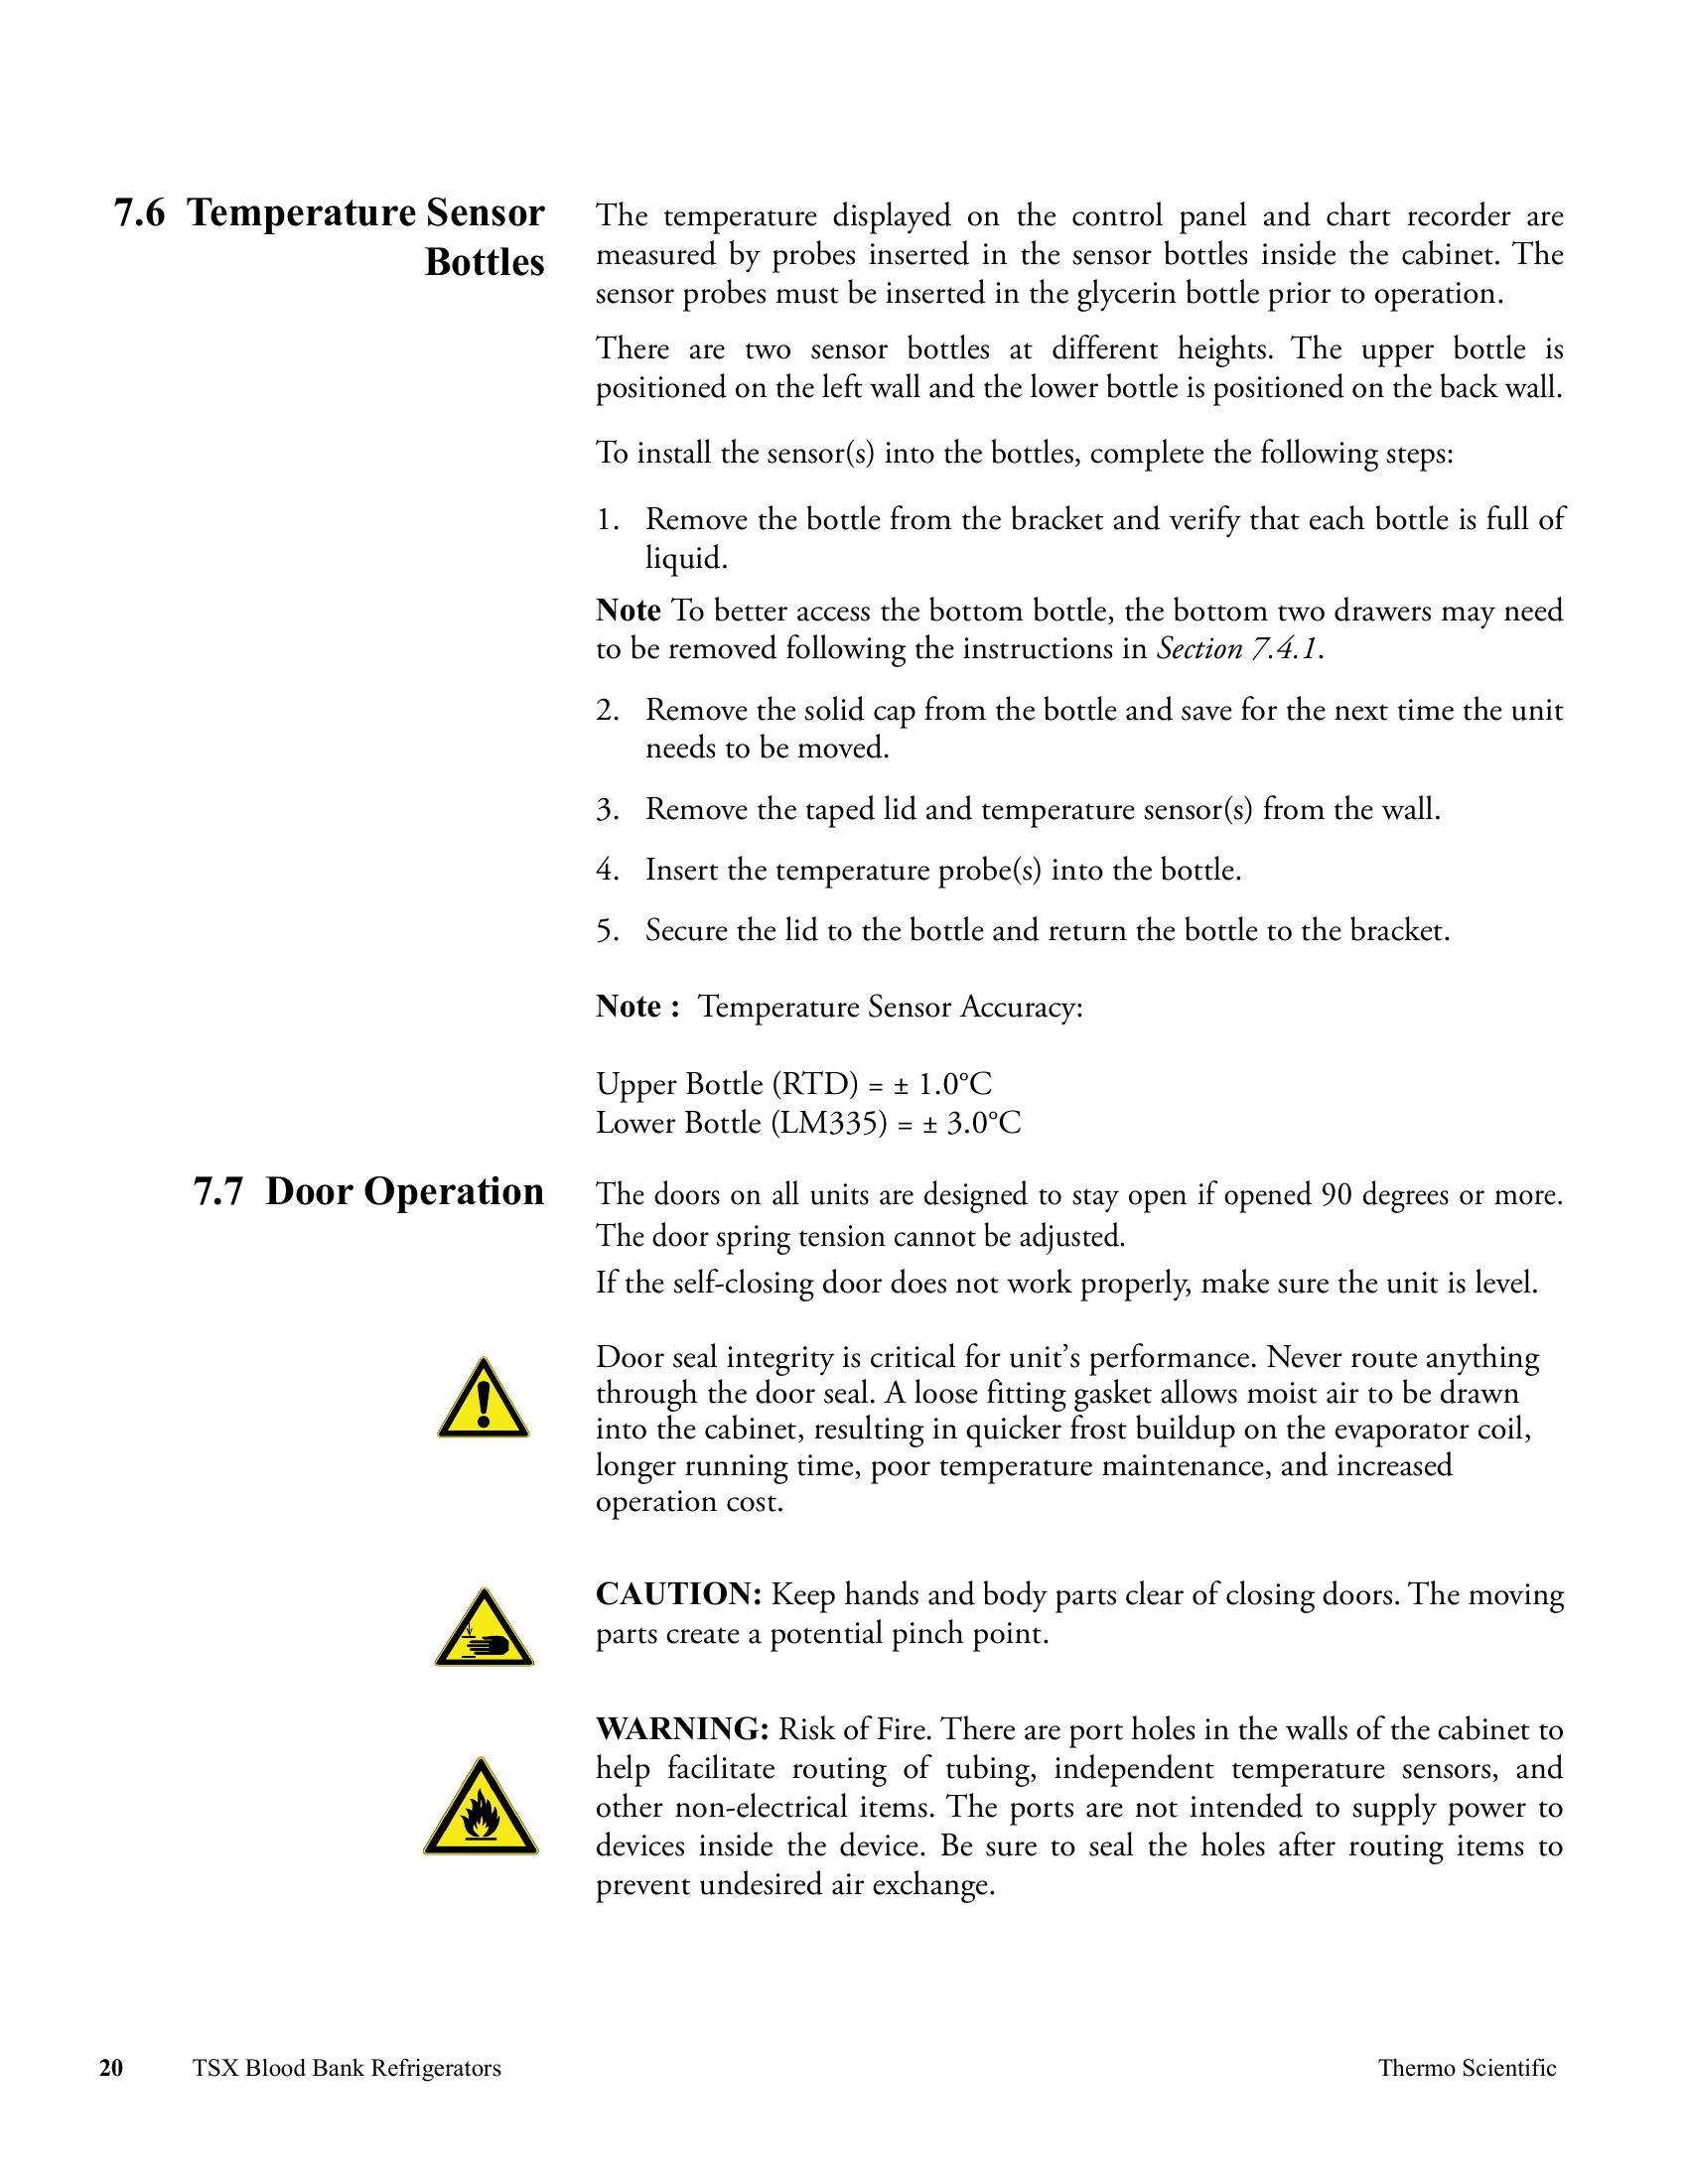 7.6 Temperature Sensor
Bottles
The temperature displayed on the control panel and chart recorder are
measured by probes inserted in the sensor bottles inside the cabinet. The
sensor probes must be inserted in the glycerin bottle prior to operation.
There are two sensor bottles at different heights. The upper bottle is
positioned on the left wall and the lower bottle is positioned on the back wall.
To install the sensor(s) into the bottles, complete the following steps:
1. Remove the bottle from the bracket and verify that each bottle is full of
liquid.
Note To better access the bottom bottle, the bottom two drawers may need
to be removed following the instructions in Section 7.4.1.
2. Remove the solid cap from the bottle and save for the next time the unit
needs to be moved.
3. Remove the taped lid and temperature sensor(s) from the wall.
4. Insert the temperature probe(s) into the bottle.
5. Secure the lid to the bottle and return the bottle to the bracket.
Note : Temperature Sensor Accuracy:
Upper Bottle (RTD) = ± 1.0°C
Lower Bottle (LM335) = ± 3.0°C
7.7 Door Operation
The doors on all units are designed to stay open if opened 90 degrees or more.
The door spring tension cannot be adjusted.
If the self-closing door does not work properly, make sure the unit is level.
Door seal integrity is critical for unit’s performance. Never route anything
through the door seal. A loose fitting gasket allows moist air to be drawn
into the cabinet, resulting in quicker frost buildup on the evaporator coil,
longer running time, poor temperature maintenance, and increased
operation cost.
CAUTION: Keep hands and body parts clear of closing doors. The moving
parts create a potential pinch point.
WARNING: Risk of Fire. There are port holes in the walls of the cabinet to
help facilitate routing of tubing, independent temperature sensors, and
other non-electrical items. The ports are not intended to supply power to
devices inside the device. Be sure to seal the holes after routing items to
prevent undesired air exchange.
20 TSX Blood Bank Refrigerators Thermo Scientific